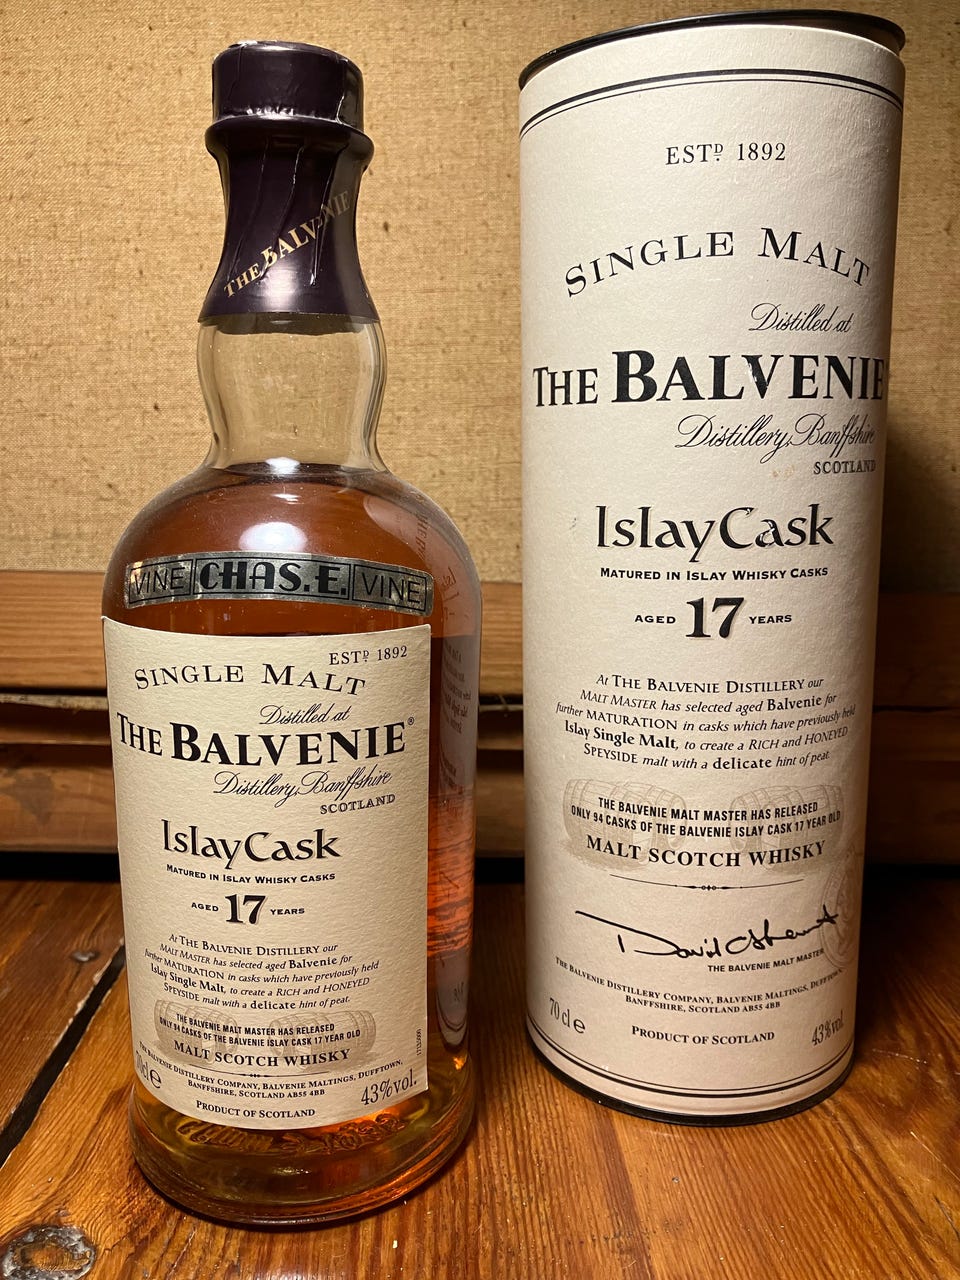 THE BALVENIE
VINE CHAS.E. VINE
ESTD. 1892
SINGLE MALT
Distilled at
THE BALVENIE®
Distillery, Banffshire
SCOTLAND
IslayCask
MATURED IN ISLAY WHISKY CASKS
AGED 17 YEARS
At THE BALVENIE DISTILLERY our
MALT MASTER has selected aged Balvenie for
further MATURATION in casks which have previously held
Islay Single Malt, to create a RICH and HONEYED
SPEYSIDE malt with a delicate hint of peat.
THE BALVENIE MALT MASTER HAS RELEASED
ONLY 94 CASKS OF THE BALVENIE ISLAY CASK 17 YEAR OLD
MALT SCOTCH WHISKY
THE BALVENIE DISTILLERY COMPANY, BALVENIE MALTINGS, DUFFTOWN,
BANFFSHIRE, SCOTLAND AB55 4BB
70cl e
43%vol.
PRODUCT OF SCOTLAND
ESTD. 1892
SINGLE MALT
Distilled at
THE BALVENIE
Distillery, Banffshire
SCOTLAND
IslayCask
MATURED IN ISLAY WHISKY CASKS
AGED 17 YEARS
At THE BALVENIE DISTILLERY our
MALT MASTER has selected aged Balvenie for
further MATURATION in casks which have previously held
Islay Single Malt, to create a RICH and HONEYED
SPEYSIDE malt with a delicate hint of peat.
THE BALVENIE MALT MASTER HAS RELEASED
ONLY 94 CASKS OF THE BALVENIE ISLAY CASK 17 YEAR OLD
MALT SCOTCH WHISKY
David C Stewart
THE BALVENIE MALT MASTER
THE BALVENIE DISTILLERY COMPANY, BALVENIE MALTINGS, DUFFTOWN,
BANFFSHIRE, SCOTLAND AB55 4BB
70 cl e
43%vol.
PRODUCT OF SCOTLAND